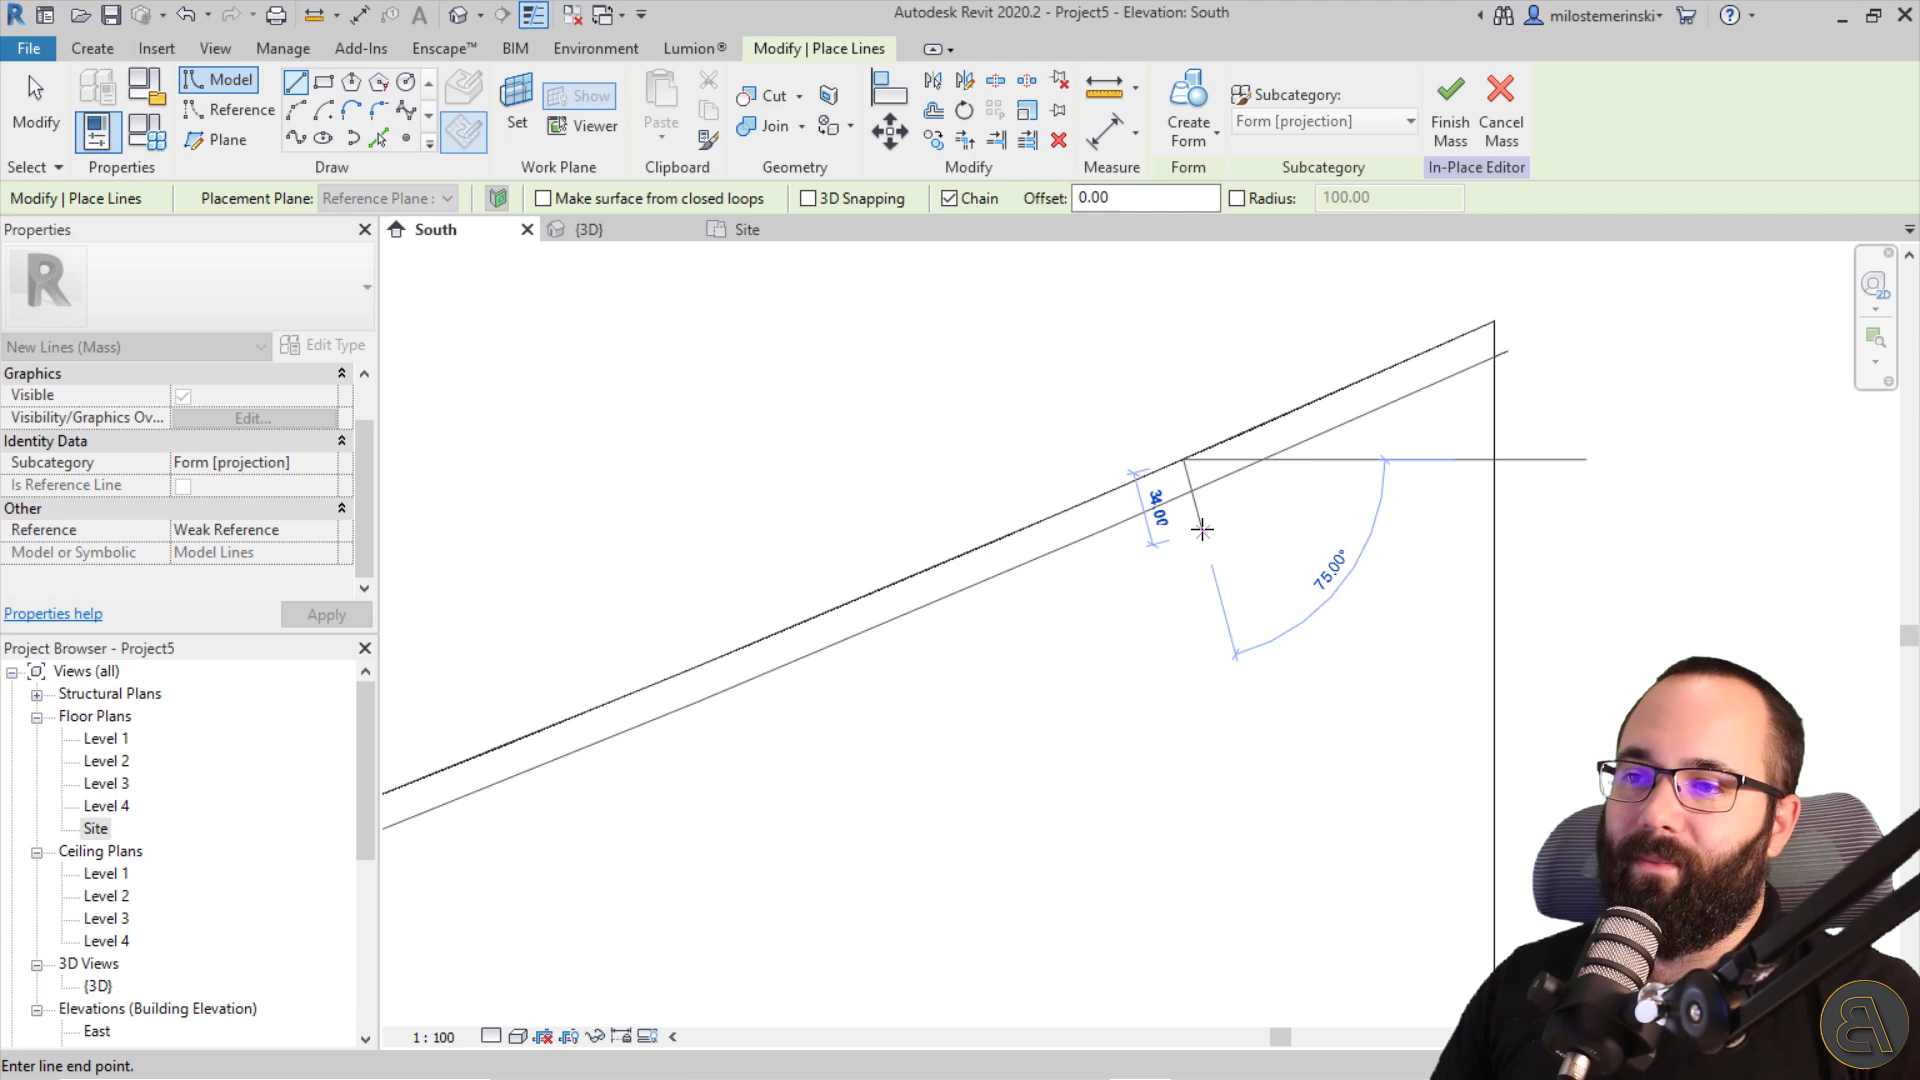 Autodesk Revit 2020.2 - Project5 - Elevation: South
milostemerinski
File
Create
Insert
View
Manage
Add-Ins
Enscape™
BIM
Environment
Lumion®
Modify | Place Lines
Modify
Model
Reference
Plane
Set
Show
Viewer
Paste
Cut
Join
Create
Form
Subcategory:
Form [projection]
Finish
Mass
Cancel
Mass
Select
Properties
Draw
Work Plane
Clipboard
Geometry
Modify
Measure
Form
Subcategory
In-Place Editor
Modify | Place Lines
Placement Plane:
Reference Plane :
Make surface from closed loops
3D Snapping
Chain
Offset:
0.00
Radius:
100.00
Properties
South
{3D}
Site
R
New Lines (Mass)
Edit Type
Graphics
Visible
Visibility/Graphics Ov...
Edit...
Identity Data
Subcategory
Form [projection]
Is Reference Line
Other
Reference
Weak Reference
Model or Symbolic
Model Lines
Properties help
Apply
2D
34.00
75.00°
Project Browser - Project5
Views (all)
Structural Plans
Floor Plans
Level 1
Level 2
Level 3
Level 4
Site
Ceiling Plans
Level 1
Level 2
Level 3
Level 4
3D Views
{3D}
Elevations (Building Elevation)
East
1 : 100
Enter line end point.